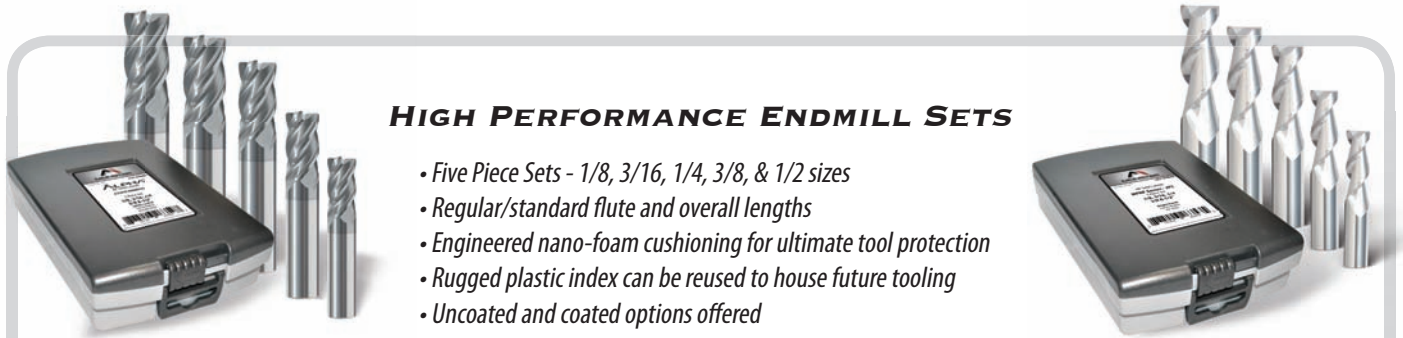 HIGH PERFORMANCE ENDMILL SETS
• Five Piece Sets - 1/8, 3/16, 1/4, 3/8, & 1/2 sizes
• Regular/standard flute and overall lengths
• Engineered nano-foam cushioning for ultimate tool protection
• Rugged plastic index can be reused to house future tooling
• Uncoated and coated options offered
ALPHA